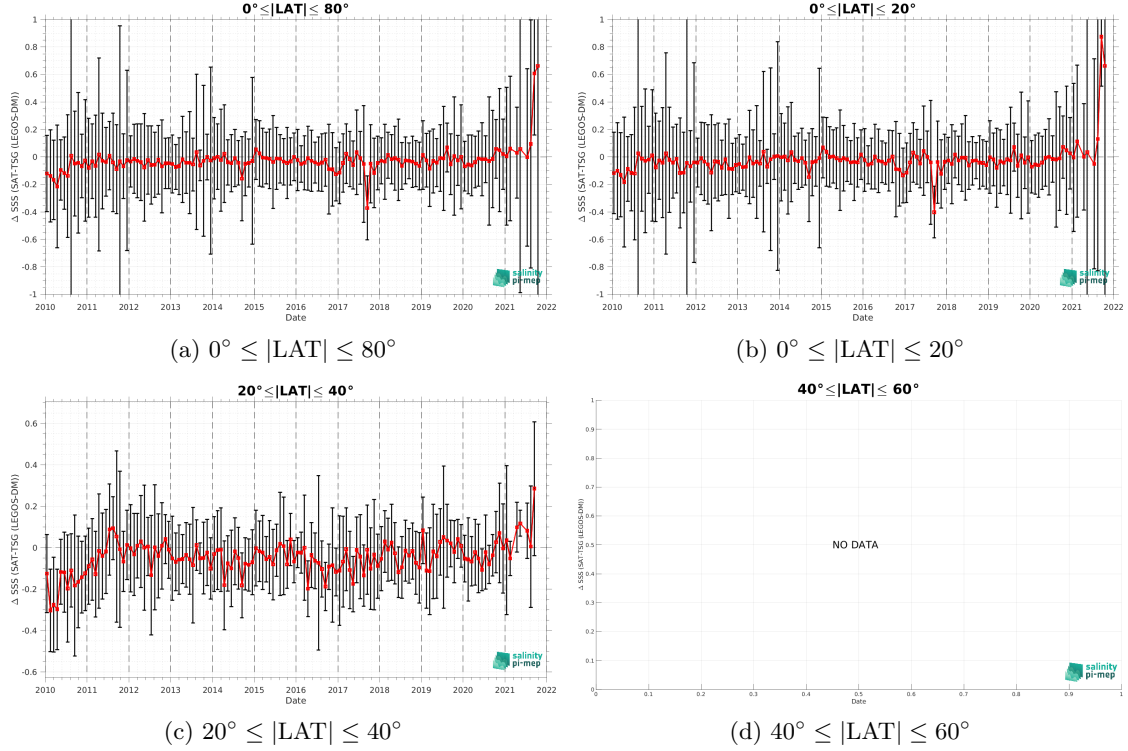 0°≤|LAT|≤ 80°
Δ SSS (SAT-TSG (LEGOS-DM))
1
0.8
0.6
0.4
0.2
0
-0.2
-0.4
-0.6
-0.8
-1
2010 2011 2012 2013 2014 2015 2016 2017 2018 2019 2020 2021 2022
Date
salinity
pi-mep
(a) 0° ≤ |LAT| ≤ 80°
0°≤|LAT|≤ 20°
Δ SSS (SAT-TSG (LEGOS-DM))
1
0.8
0.6
0.4
0.2
0
-0.2
-0.4
-0.6
-0.8
-1
2010 2011 2012 2013 2014 2015 2016 2017 2018 2019 2020 2021 2022
Date
salinity
pi-mep
(b) 0° ≤ |LAT| ≤ 20°
20°≤|LAT|≤ 40°
Δ SSS (SAT-TSG (LEGOS-DM))
0.6
0.4
0.2
0
-0.2
-0.4
-0.6
2010 2011 2012 2013 2014 2015 2016 2017 2018 2019 2020 2021 2022
Date
salinity
pi-mep
(c) 20° ≤ |LAT| ≤ 40°
40°≤|LAT|≤ 60°
Δ SSS (SAT-TSG (LEGOS-DM))
1
0.9
0.8
0.7
0.6
0.5
0.4
0.3
0.2
0.1
0
NO DATA
0 0.1 0.2 0.3 0.4 0.5 0.6 0.7 0.8 0.9 1
Date
salinity
pi-mep
(d) 40° ≤ |LAT| ≤ 60°